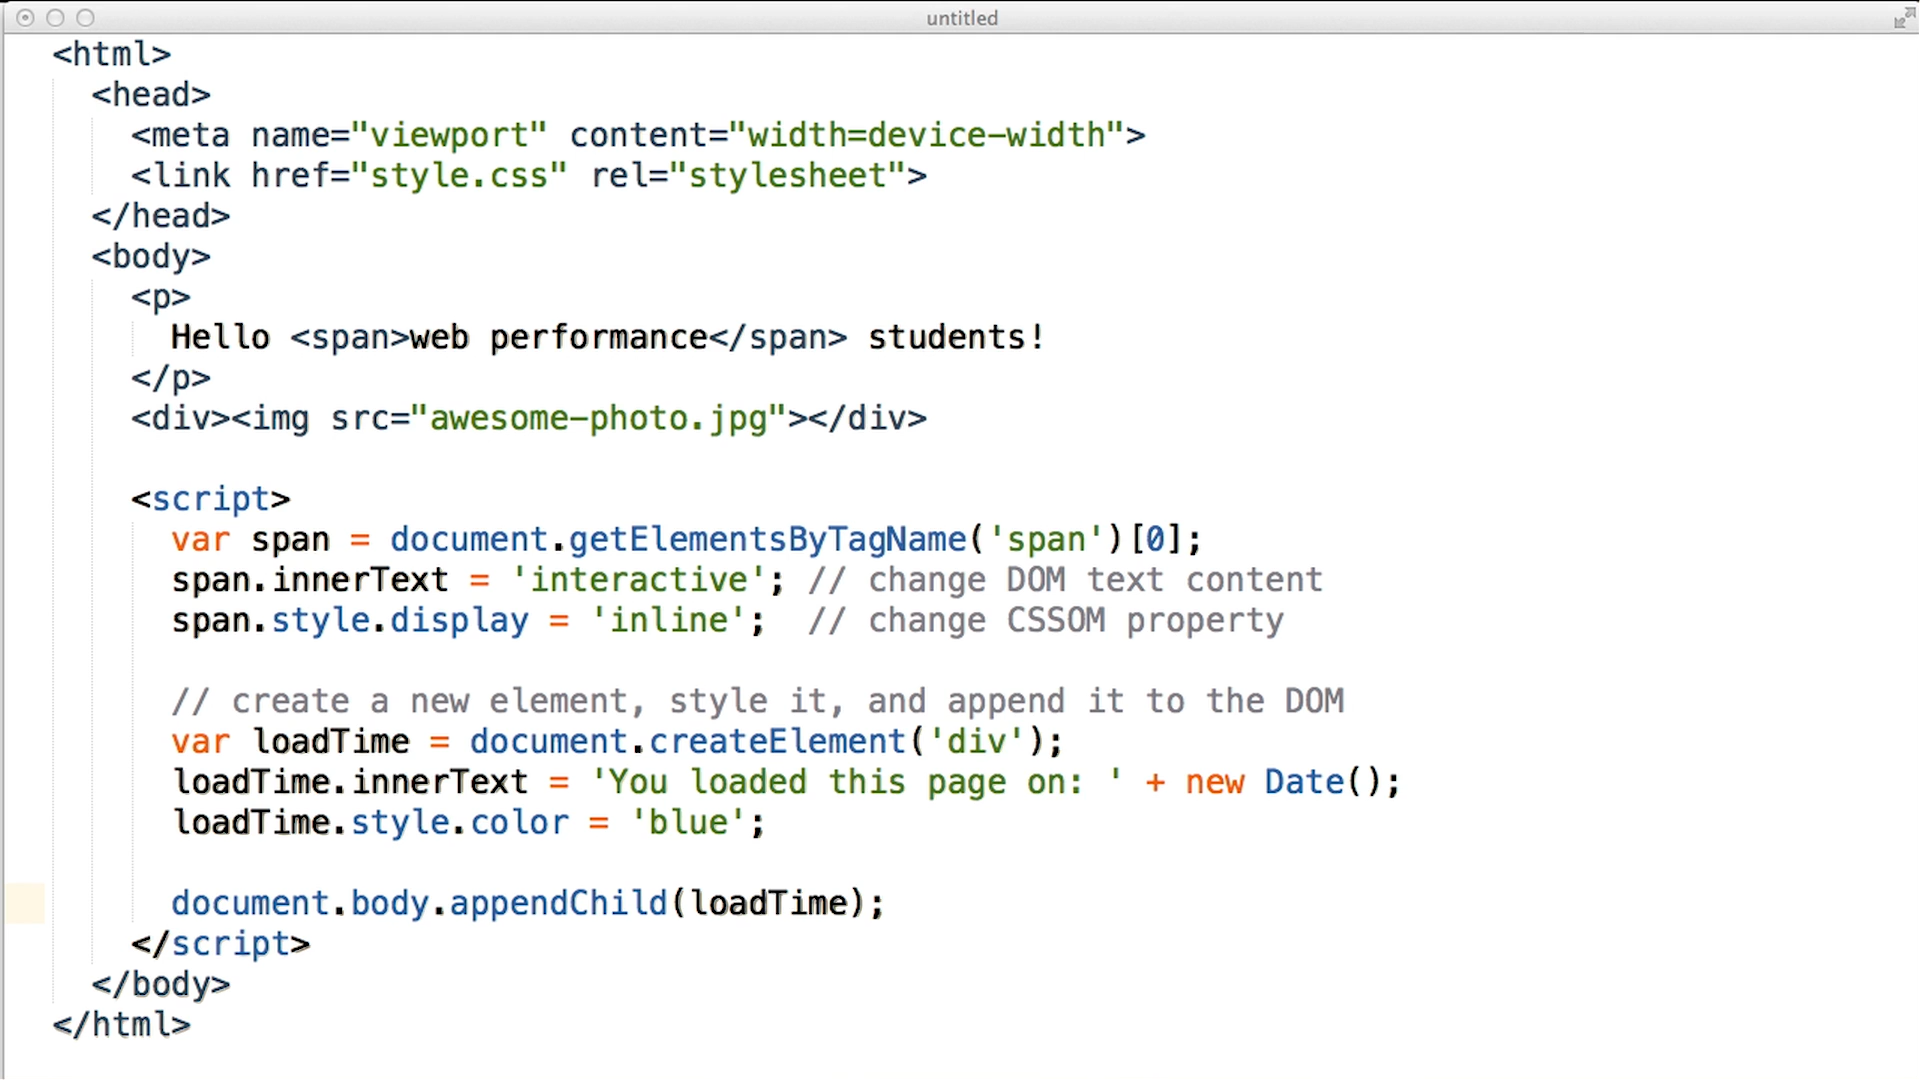 untitled
<html>
<head>
<meta name="viewport" content="width=device-width">
<link href="style.css" rel="stylesheet">
</head>
<body>
<p>
Hello <span>web performance</span> students!
</p>
<div><img src="awesome-photo.jpg"></div>
<script>
var span = document.getElementsByTagName('span')[0];
span.innerText = 'interactive'; // change DOM text content
span.style.display = 'inline';  // change CSSOM property
// create a new element, style it, and append it to the DOM
var loadTime = document.createElement('div');
loadTime.innerText = 'You loaded this page on: ' + new Date();
loadTime.style.color = 'blue';
document.body.appendChild(loadTime);
</script>
</body>
</html>